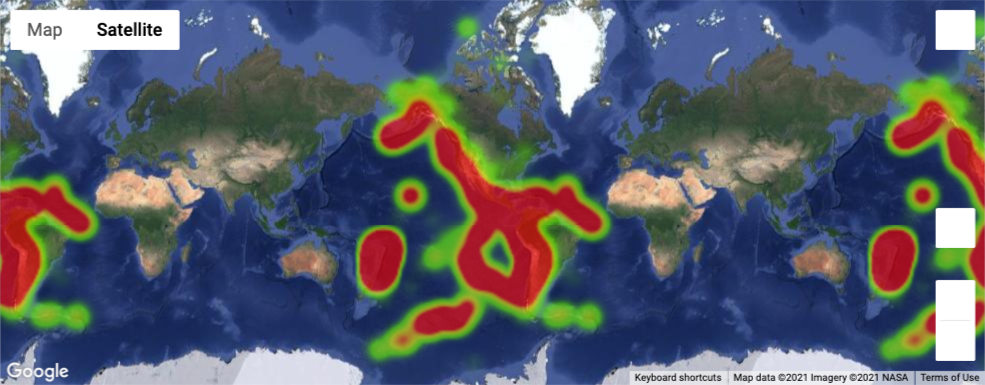 Map Satellite
Google
Keyboard shortcuts Map data ©2021 Imagery ©2021 NASA Terms of Use